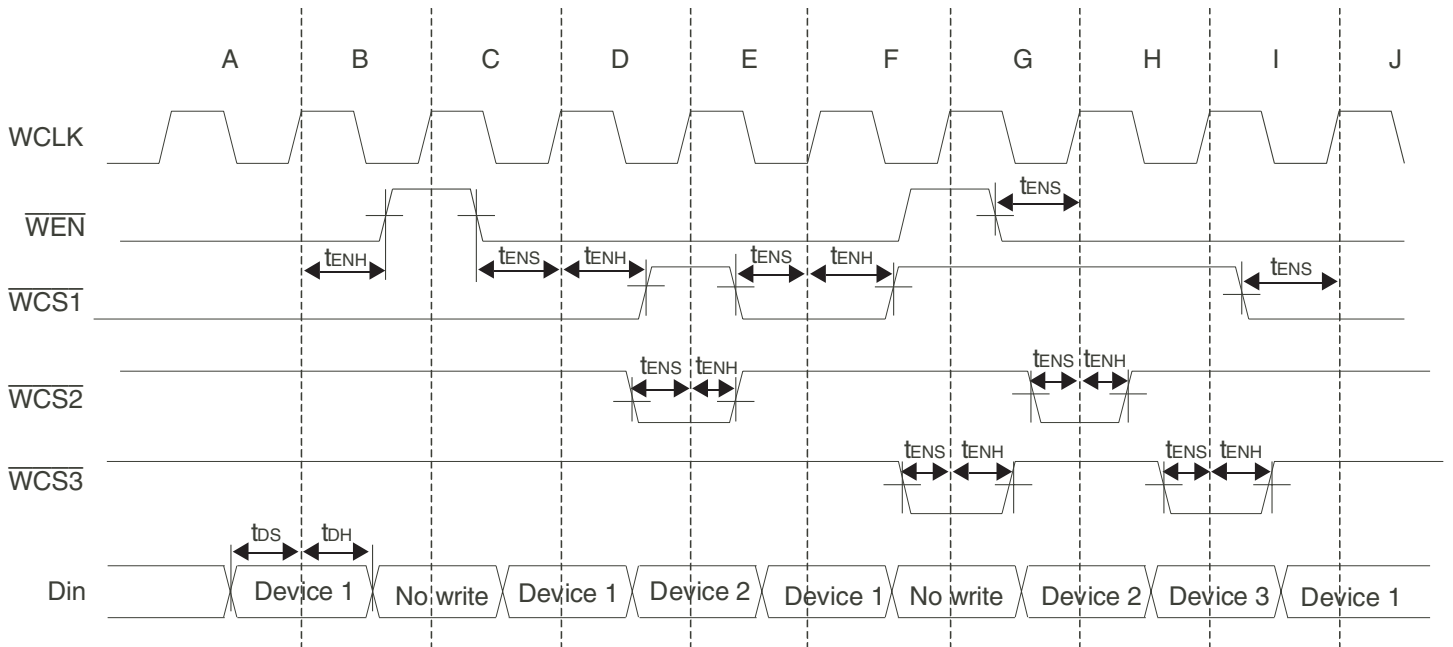 A B C D E F G H I J
WCLK
WEN
tENS
tENH tENS tENH tENS tENH tENS
WCS1
tENS tENH tENS tENH
WCS2
tENS tENH tENS tENH
WCS3
tDS tDH
Din Device 1 No write Device 1 Device 2 Device 1 No write Device 2 Device 3 Device 1